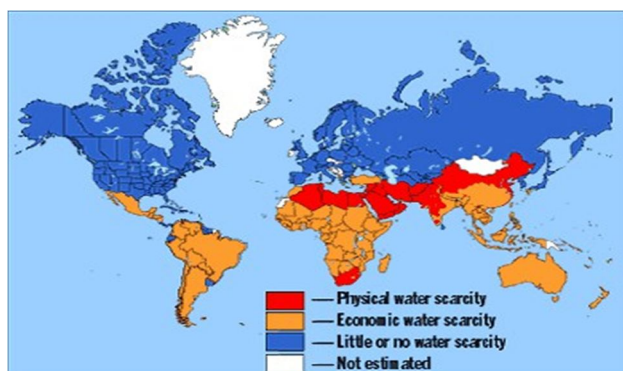 Physical water scarcity
Economic water scarcity
Little or no water scarcity
Not estimated